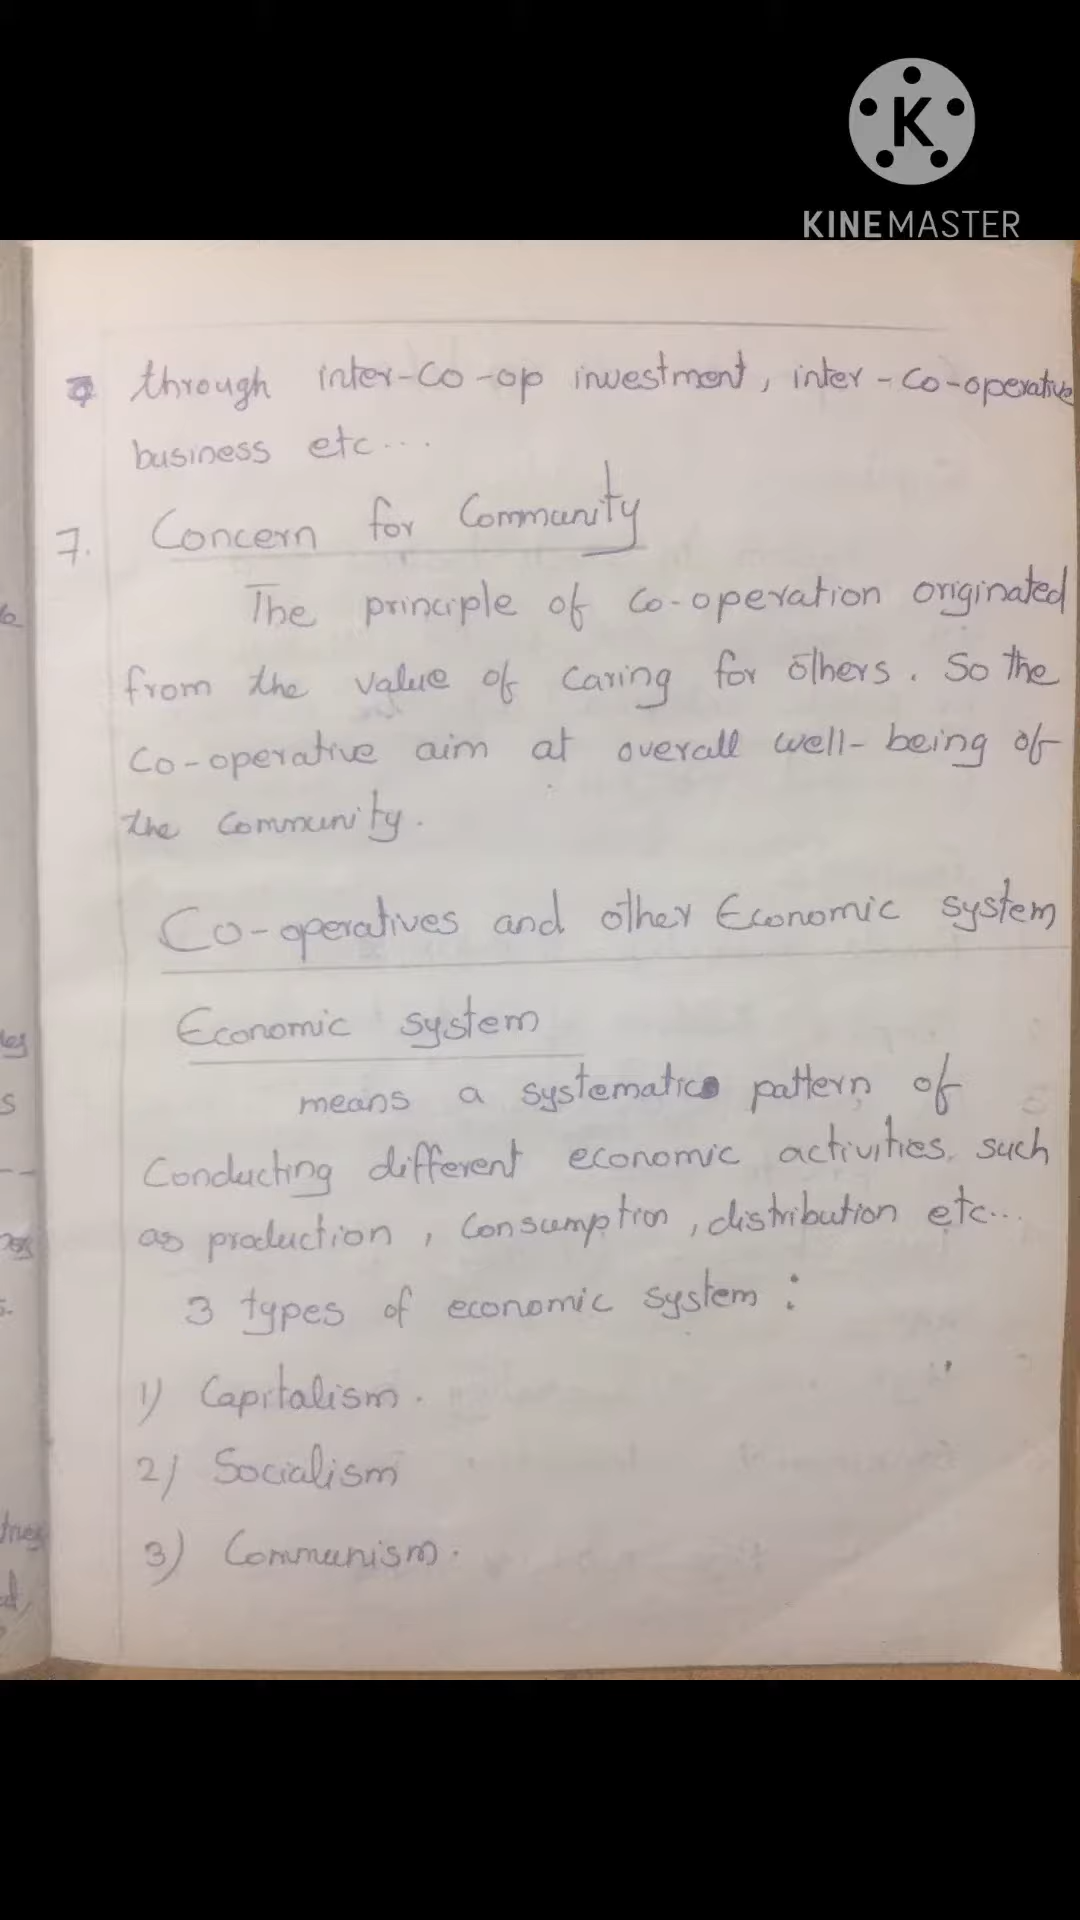 K
KINEMASTER
through inter-co-op investment, inter-co-operative
business etc...
7. Concern for Community
The principle of co-operation originated
from the value of caring for others. So the
co-operative aim at overall well-being of
the community.
Co-operatives and other Economic system
Economic system
means a systematic pattern of
Conducting different economic activities. such
as production, consumption, distribution etc...
3 types of economic system:
1) Capitalism.
2) Socialism
3) Communism.